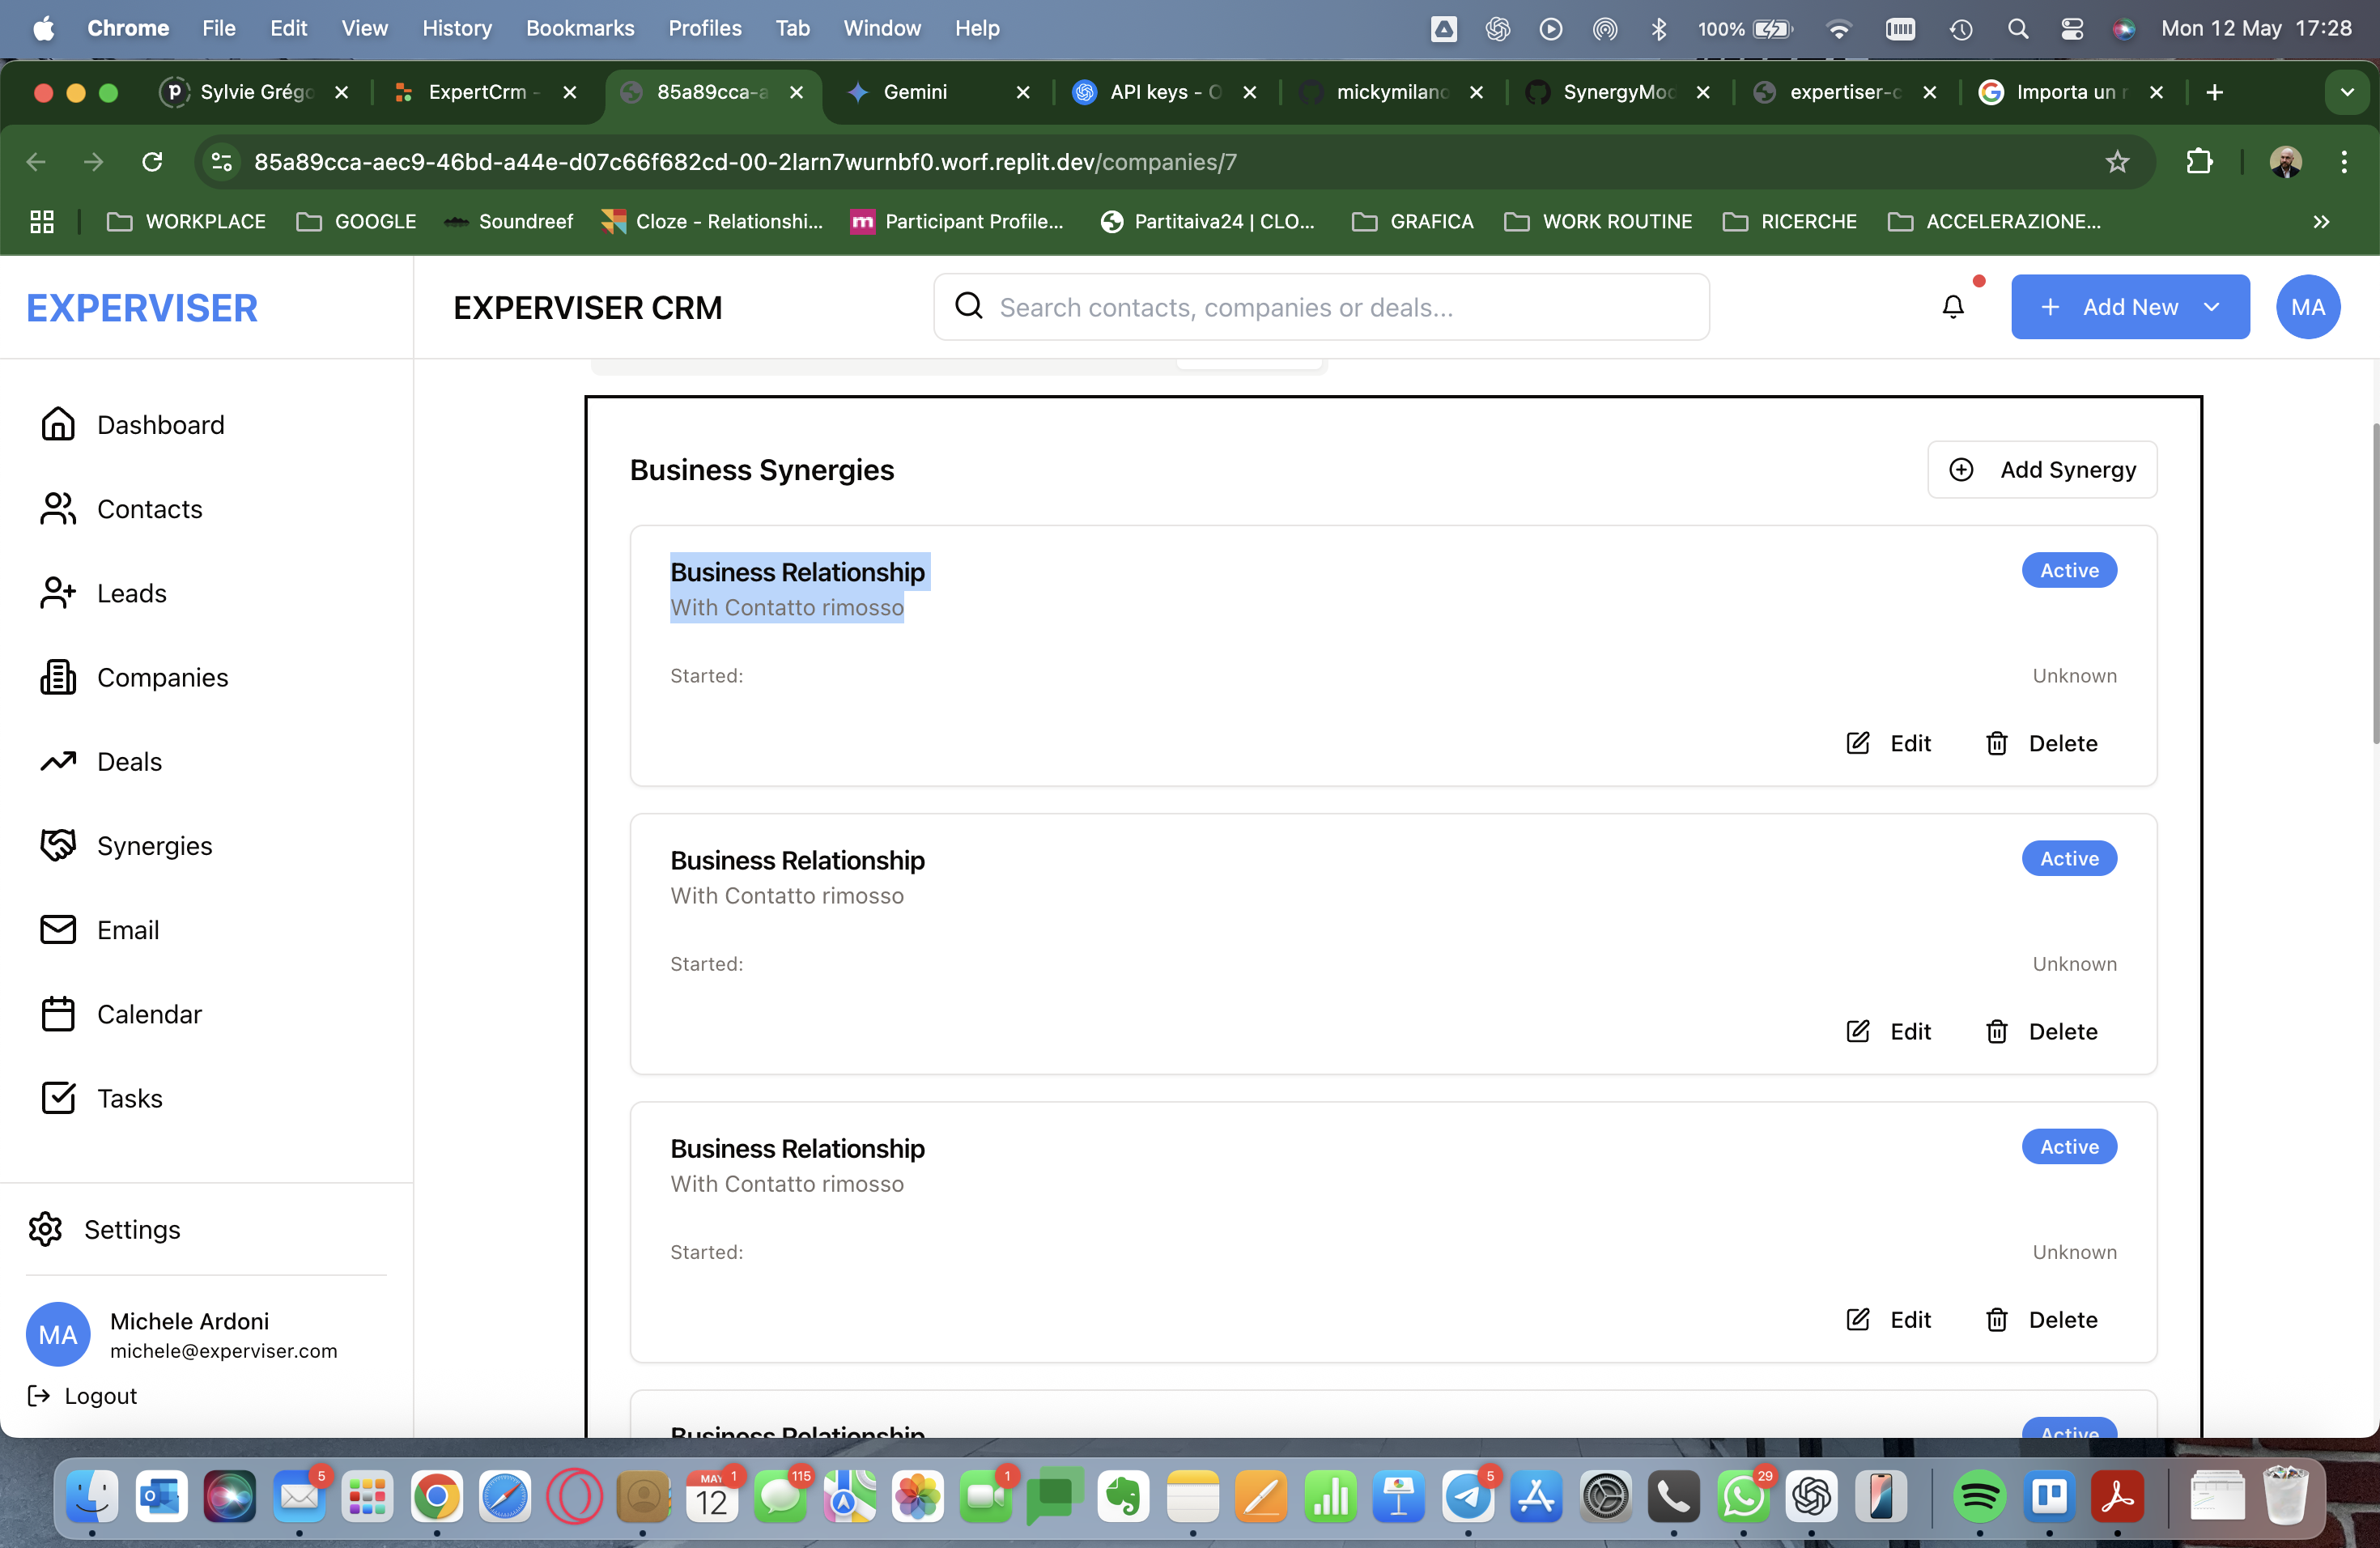 Chrome File Edit View History Bookmarks Profiles Tab Window Help 100% Mon 12 May 17:28
Sylvie Grégo ExpertCrm - 85a89cca-a Gemini API keys - O mickymilano SynergyMod expertiser-c Importa un r
85a89cca-aec9-46bd-a44e-d07c66f682cd-00-2larn7wurnbf0.worf.replit.dev/companies/7
WORKPLACE GOOGLE Soundreef Cloze - Relationshi... Participant Profile... Partitaiva24 | CLO... GRAFICA WORK ROUTINE RICERCHE ACCELERAZIONE...
EXPERVISER
EXPERVISER CRM
Search contacts, companies or deals...
Add New
MA
Dashboard
Contacts
Leads
Companies
Deals
Synergies
Email
Calendar
Tasks
Settings
MA
Michele Ardoni
michele@experviser.com
Logout
Business Synergies
Add Synergy
Business Relationship
Active
With Contatto rimosso
Started:
Unknown
Edit
Delete
Business Relationship
Active
With Contatto rimosso
Started:
Unknown
Edit
Delete
Business Relationship
Active
With Contatto rimosso
Started:
Unknown
Edit
Delete
Business Relationship
Active
5 MAY 12 1 115 1 5 29